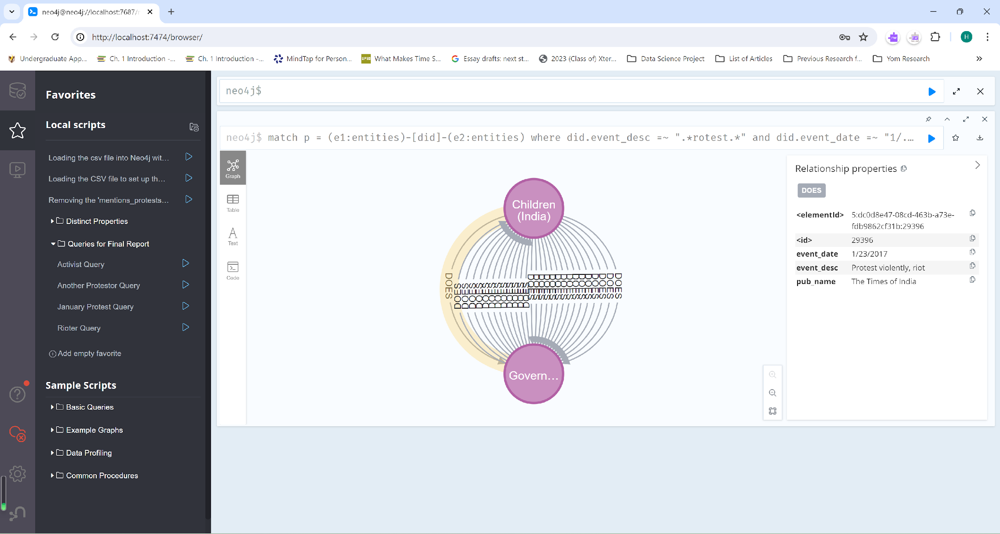 neo4j@neo4j://localhost:7687/
http://localhost:7474/browser/
H
Undergraduate App...
Ch. 1 Introduction -...
Ch. 1 Introduction -...
MindTap for Person...
What Makes Time S...
Essay drafts: next st...
2023 (Class of) Xter...
Data Science Project
List of Articles
Previous Research f...
Yom Research
Favorites
Local scripts
Loading the csv file into Neo4j wit...
Loading the CSV file to set up th...
Removing the 'mentions_protests...
Distinct Properties
Queries for Final Report
Activist Query
Another Protestor Query
January Protest Query
Rioter Query
Add empty favorite
Sample Scripts
Basic Queries
Example Graphs
Data Profiling
Common Procedures
neo4j$
neo4j$ match p = (e1:entities)-[did]-(e2:entities) where did.event_desc =~ ".*rotest.*" and did.event_date =~ "1/...
Graph
Table
Text
Code
Children
(India)
DOES
DOES
DOES
DOES
DOES
DOES
Govern...
Relationship properties
DOES
<elementId> 5:dc0d8e47-08cd-463b-a73e-
fdb9862cf31b:29396
<id> 29396
event_date 1/23/2017
event_desc Protest violently, riot
pub_name The Times of India